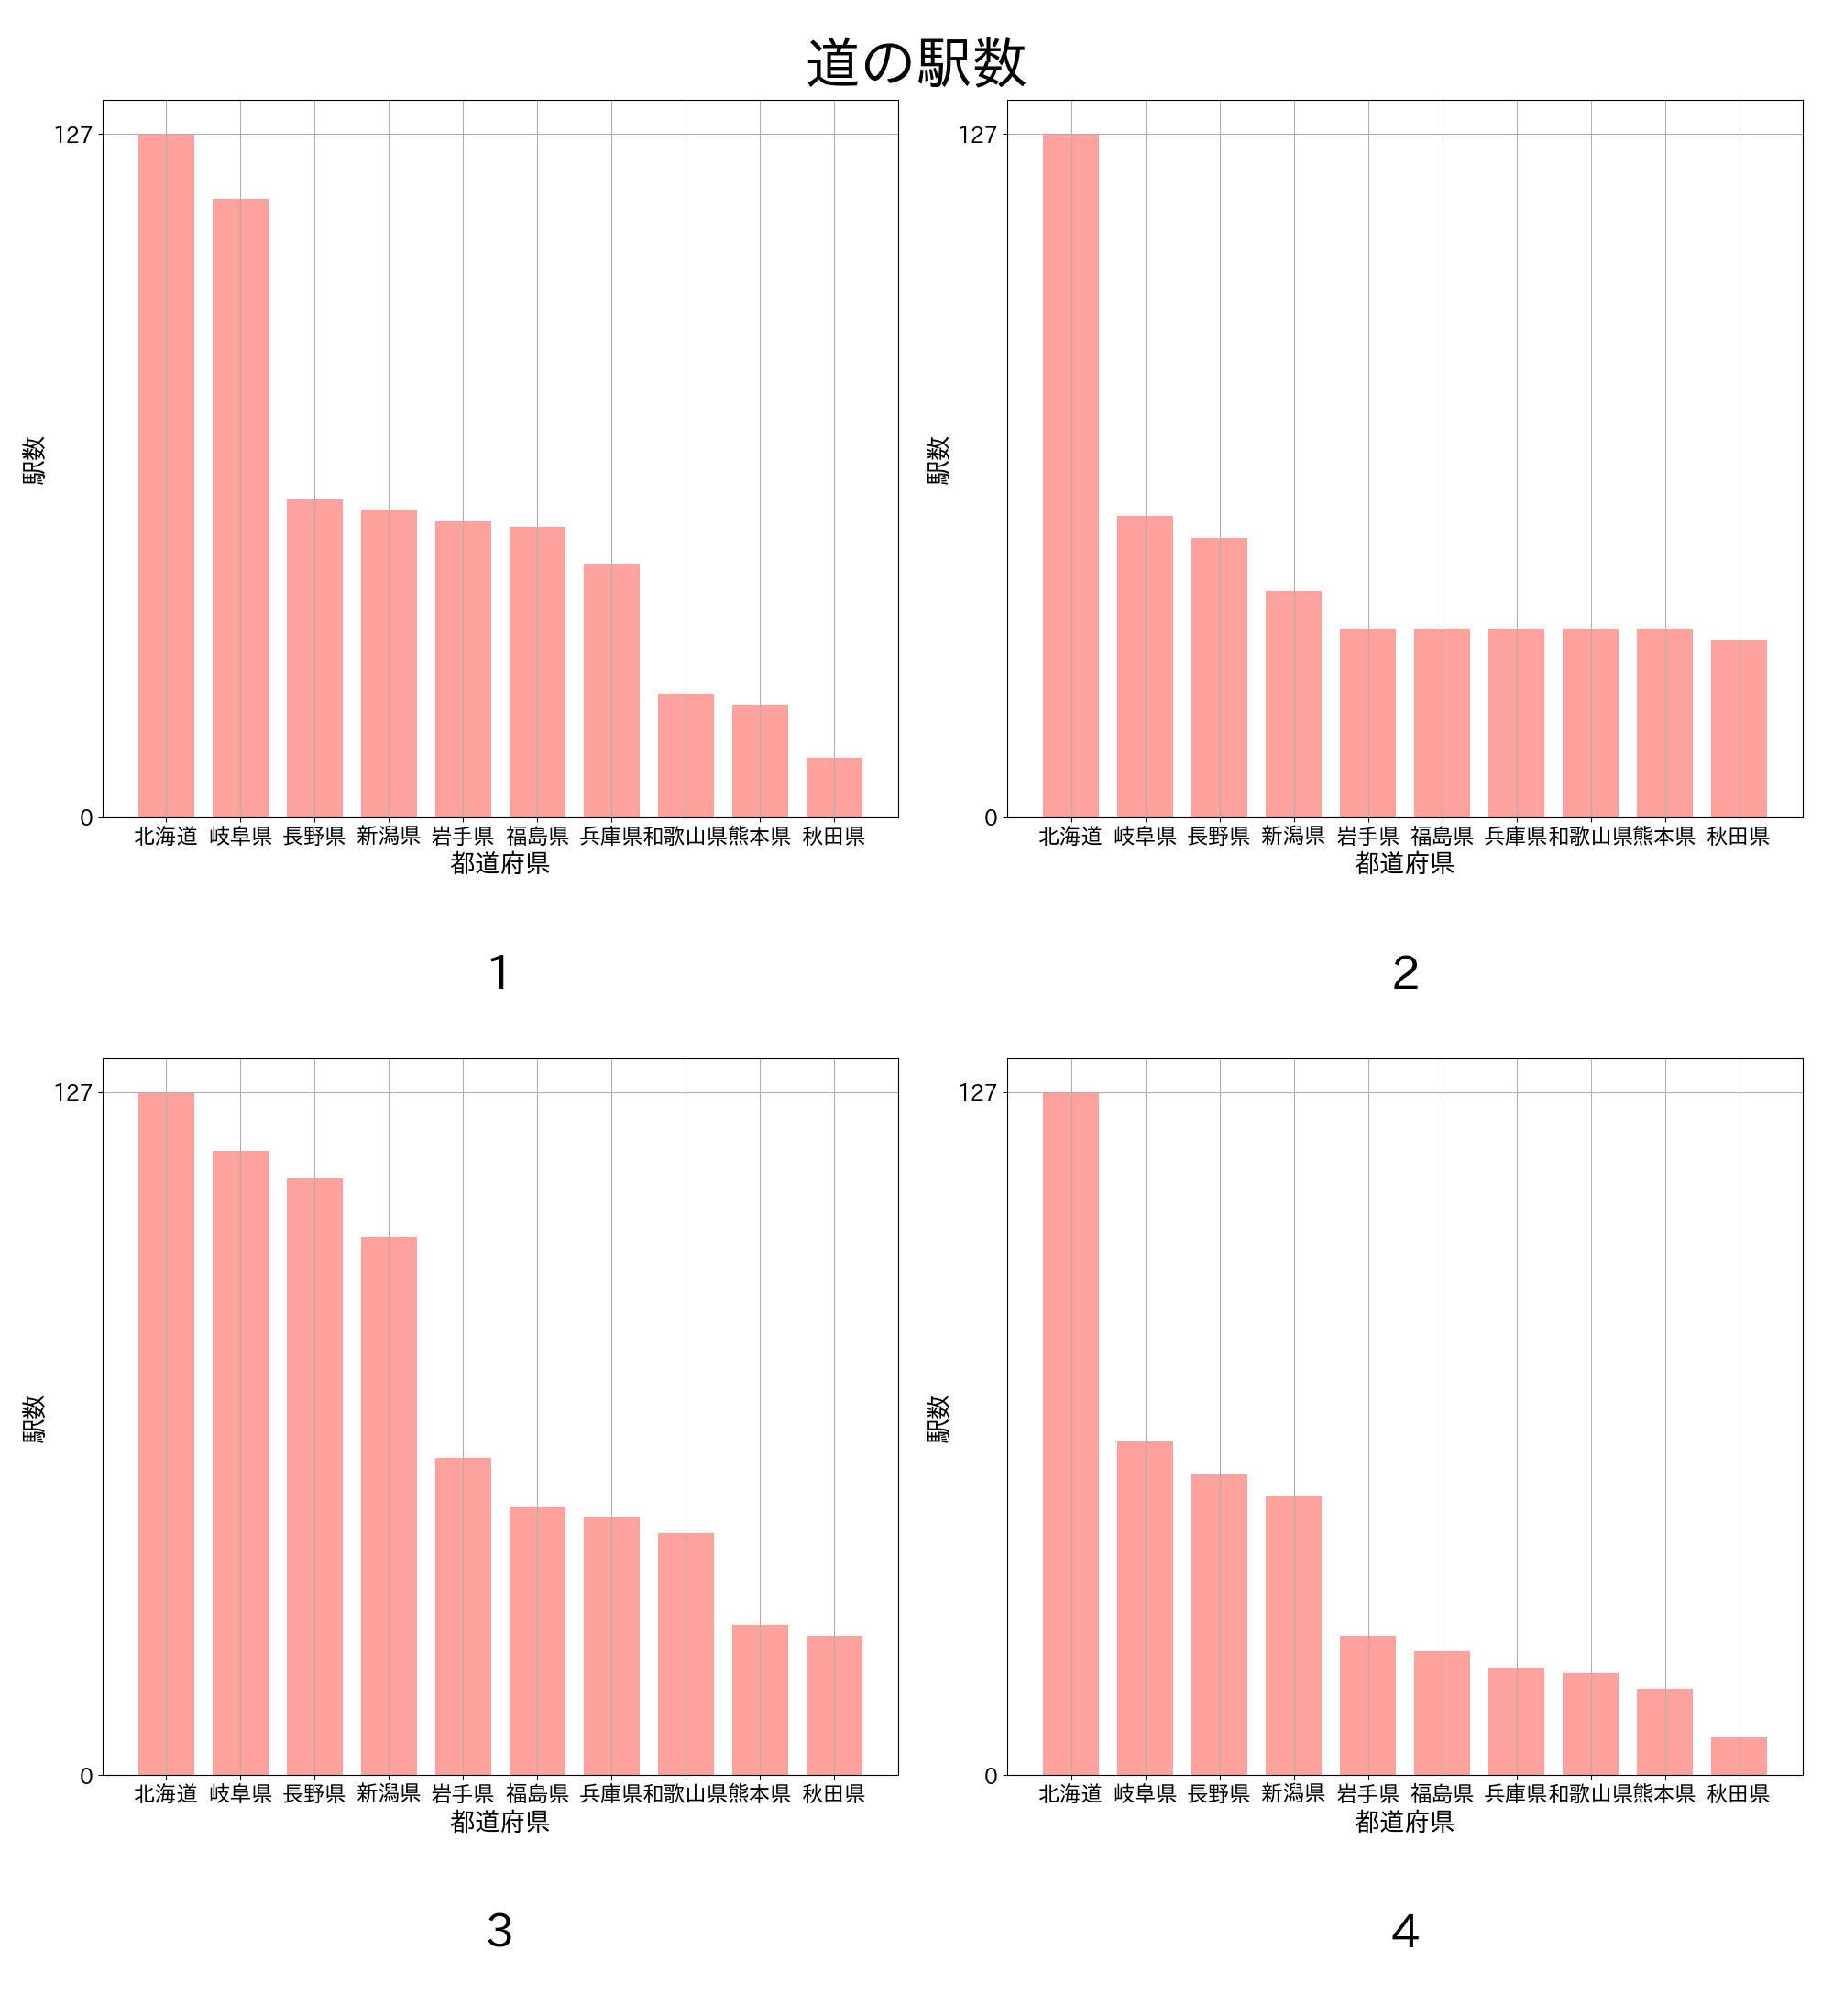 道の駅数
127
0
駅数
北海道 岐阜県 長野県 新潟県 岩手県 福島県 兵庫県 和歌山県 熊本県 秋田県
都道府県
1
127
0
駅数
北海道 岐阜県 長野県 新潟県 岩手県 福島県 兵庫県 和歌山県 熊本県 秋田県
都道府県
2
127
0
駅数
北海道 岐阜県 長野県 新潟県 岩手県 福島県 兵庫県 和歌山県 熊本県 秋田県
都道府県
3
127
0
駅数
北海道 岐阜県 長野県 新潟県 岩手県 福島県 兵庫県 和歌山県 熊本県 秋田県
都道府県
4